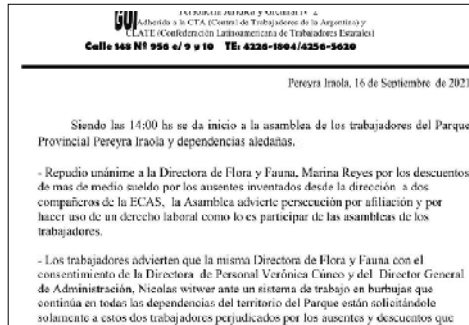 Personería Jurídica y Gremial N° 2
GUI Adherida a la CTA (Central de Trabajadores de la Argentina) y
CLATE (Confederación Latinoamericana de Trabajadores Estatales)
Calle 148 Nº 956 e/ 9 y 10 TE: 4226-1804/4256-5620
Pereyra Iraola, 16 de Septiembre de 2021
Siendo las 14:00 hs se da inicio a la asamblea de los trabajadores del Parque
Provincial Pereyra Iraola y dependencias aledañas.
- Repudio unánime a la Directora de Flora y Fauna, Marina Reyes por los descuentos
de mas de medio sueldo por los ausentes inventados desde la dirección a dos
compañeros de la ECAS, la Asamblea advierte persecución por afiliación y por
hacer uso de un derecho laboral como lo es participar de las asambleas de los
trabajadores.
- Los trabajadores advierten que la misma Directora de Flora y Fauna con el
consentimiento de la Directora de Personal Verónica Cúnco y del Director General
de Administración, Nicolas witwer ante un sistema de trabajo en burbujas que
continúa en todas las dependencias del territorio del Parque están solicitándole
solamente a estos dos trabajadores perjudicados por los ausentes y descuentos que